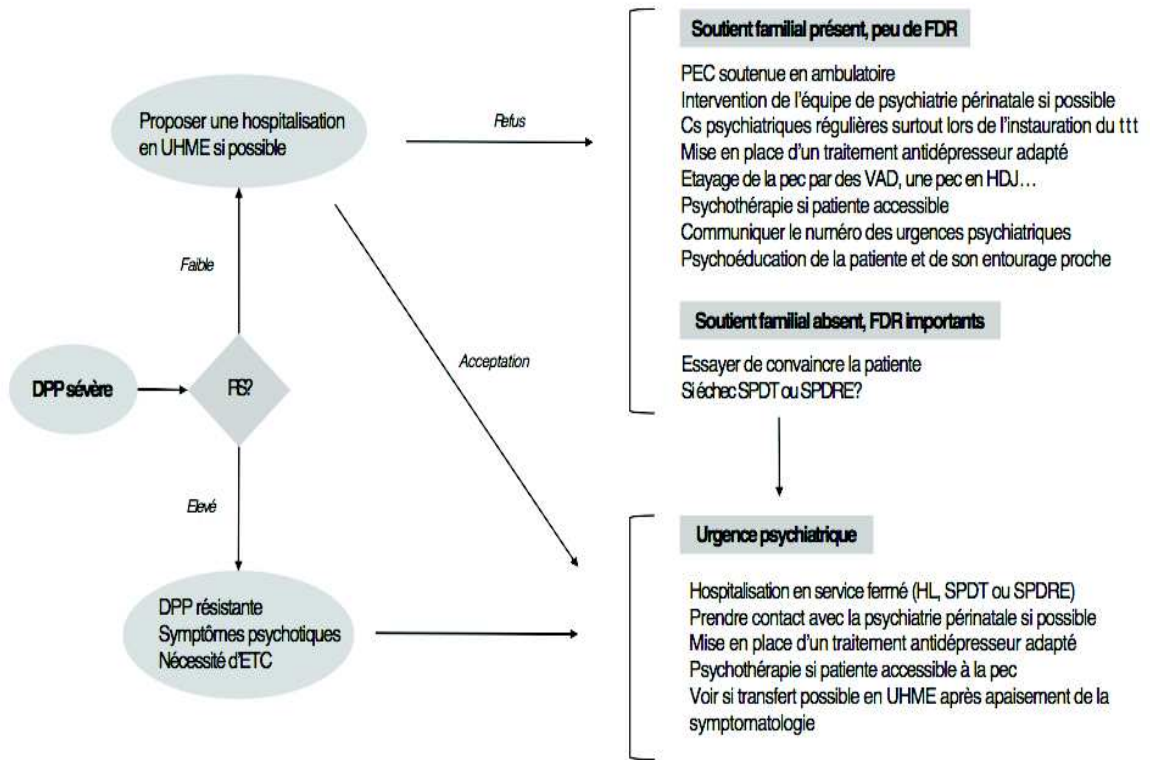 Soutient familial présent, peu de FDR
PEC soutenue en ambulatoire
Intervention de l'équipe de psychiatrie périnatale si possible
Cs psychiatriques régulières surtout lors de l'instauration du ttt
Mise en place d'un traitement antidépresseur adapté
Etayage de la pec par des VAD, une pec en HDJ…
Psychothérapie si patiente accessible
Communiquer le numéro des urgences psychiatriques
Psychoéducation de la patiente et de son entourage proche
Proposer une hospitalisation
en UHME si possible
Refus
Faible
Acceptation
Soutient familial absent, FDR importants
Essayer de convaincre la patiente
Si échec SPDT ou SPDRE?
DPP sévère
RS?
Elevé
Urgence psychiatrique
Hospitalisation en service fermé (HL, SPDT ou SPDRE)
Prendre contact avec la psychiatrie périnatale si possible
Mise en place d'un traitement antidépresseur adapté
Psychothérapie si patiente accessible à la pec
Voir si transfert possible en UHME après apaisement de la
symptomatologie
DPP résistante
Symptômes psychotiques
Nécessité d'ETC